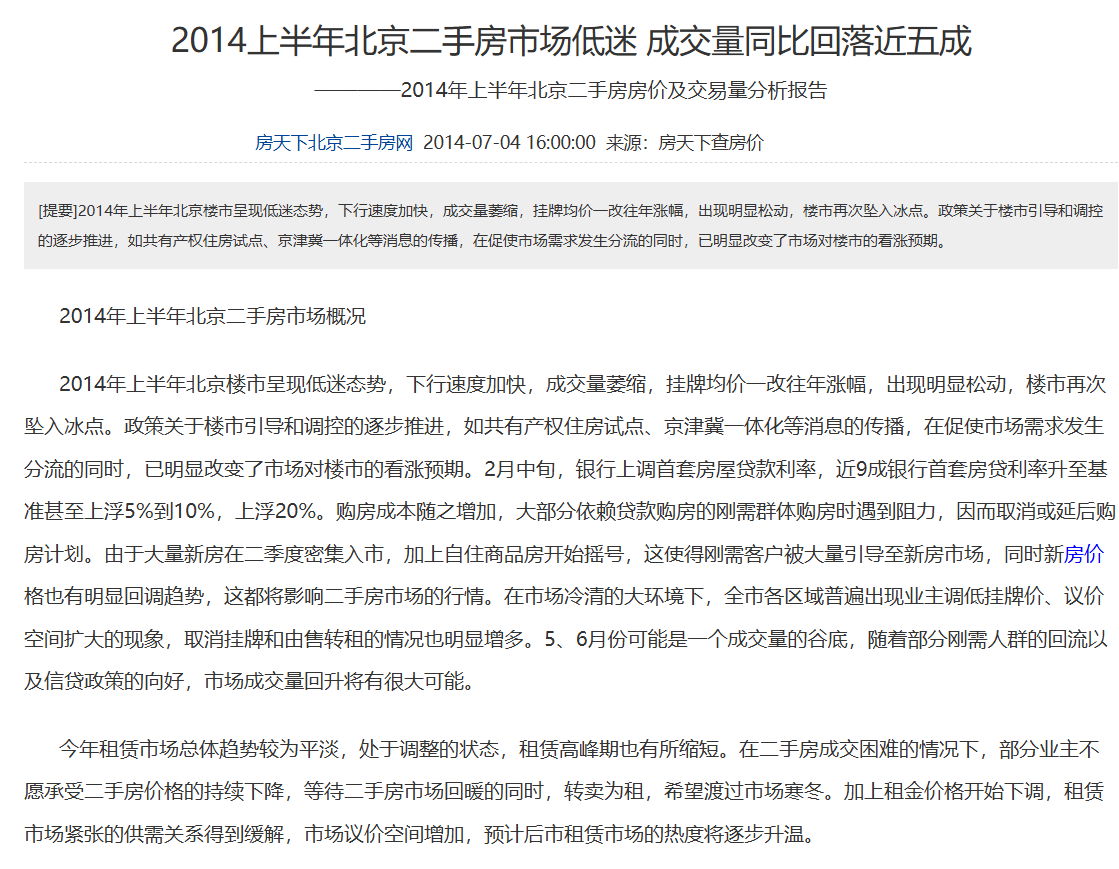 2014上半年北京二手房市场低迷 成交量同比回落近五成
————2014年上半年北京二手房房价及交易量分析报告
房天下北京二手房网 2014-07-04 16:00:00 来源：房天下查房价
[提要]2014年上半年北京楼市呈现低迷态势，下行速度加快，成交量萎缩，挂牌均价一改往年涨幅，出现明显松动，楼市再次坠入冰点。政策关于楼市引导和调控
的逐步推进，如共有产权住房试点、京津冀一体化等消息的传播，在促使市场需求发生分流的同时，已明显改变了市场对楼市的看涨预期。
2014年上半年北京二手房市场概况
2014年上半年北京楼市呈现低迷态势，下行速度加快，成交量萎缩，挂牌均价一改往年涨幅，出现明显松动，楼市再次
坠入冰点。政策关于楼市引导和调控的逐步推进，如共有产权住房试点、京津冀一体化等消息的传播，在促使市场需求发生
分流的同时，已明显改变了市场对楼市的看涨预期。2月中旬，银行上调首套房屋贷款利率，近9成银行首套房贷利率升至基
准甚至上浮5%到10%，上浮20%。购房成本随之增加，大部分依赖贷款购房的刚需群体购房时遇到阻力，因而取消或延后购
房计划。由于大量新房在二季度密集入市，加上自住商品房开始摇号，这使得刚需客户被大量引导至新房市场，同时新房价
格也有明显回调趋势，这都将影响二手房市场的行情。在市场冷清的大环境下，全市各区域普遍出现业主调低挂牌价、议价
空间扩大的现象，取消挂牌和由售转租的情况也明显增多。5、6月份可能是一个成交量的谷底，随着部分刚需人群的回流以
及信贷政策的向好，市场成交量回升将有很大可能。
今年租赁市场总体趋势较为平淡，处于调整的状态，租赁高峰期也有所缩短。在二手房成交困难的情况下，部分业主不
愿承受二手房价格的持续下降，等待二手房市场回暖的同时，转卖为租，希望渡过市场寒冬。加上租金价格开始下调，租赁
市场紧张的供需关系得到缓解，市场议价空间增加，预计后市租赁市场的热度将逐步升温。